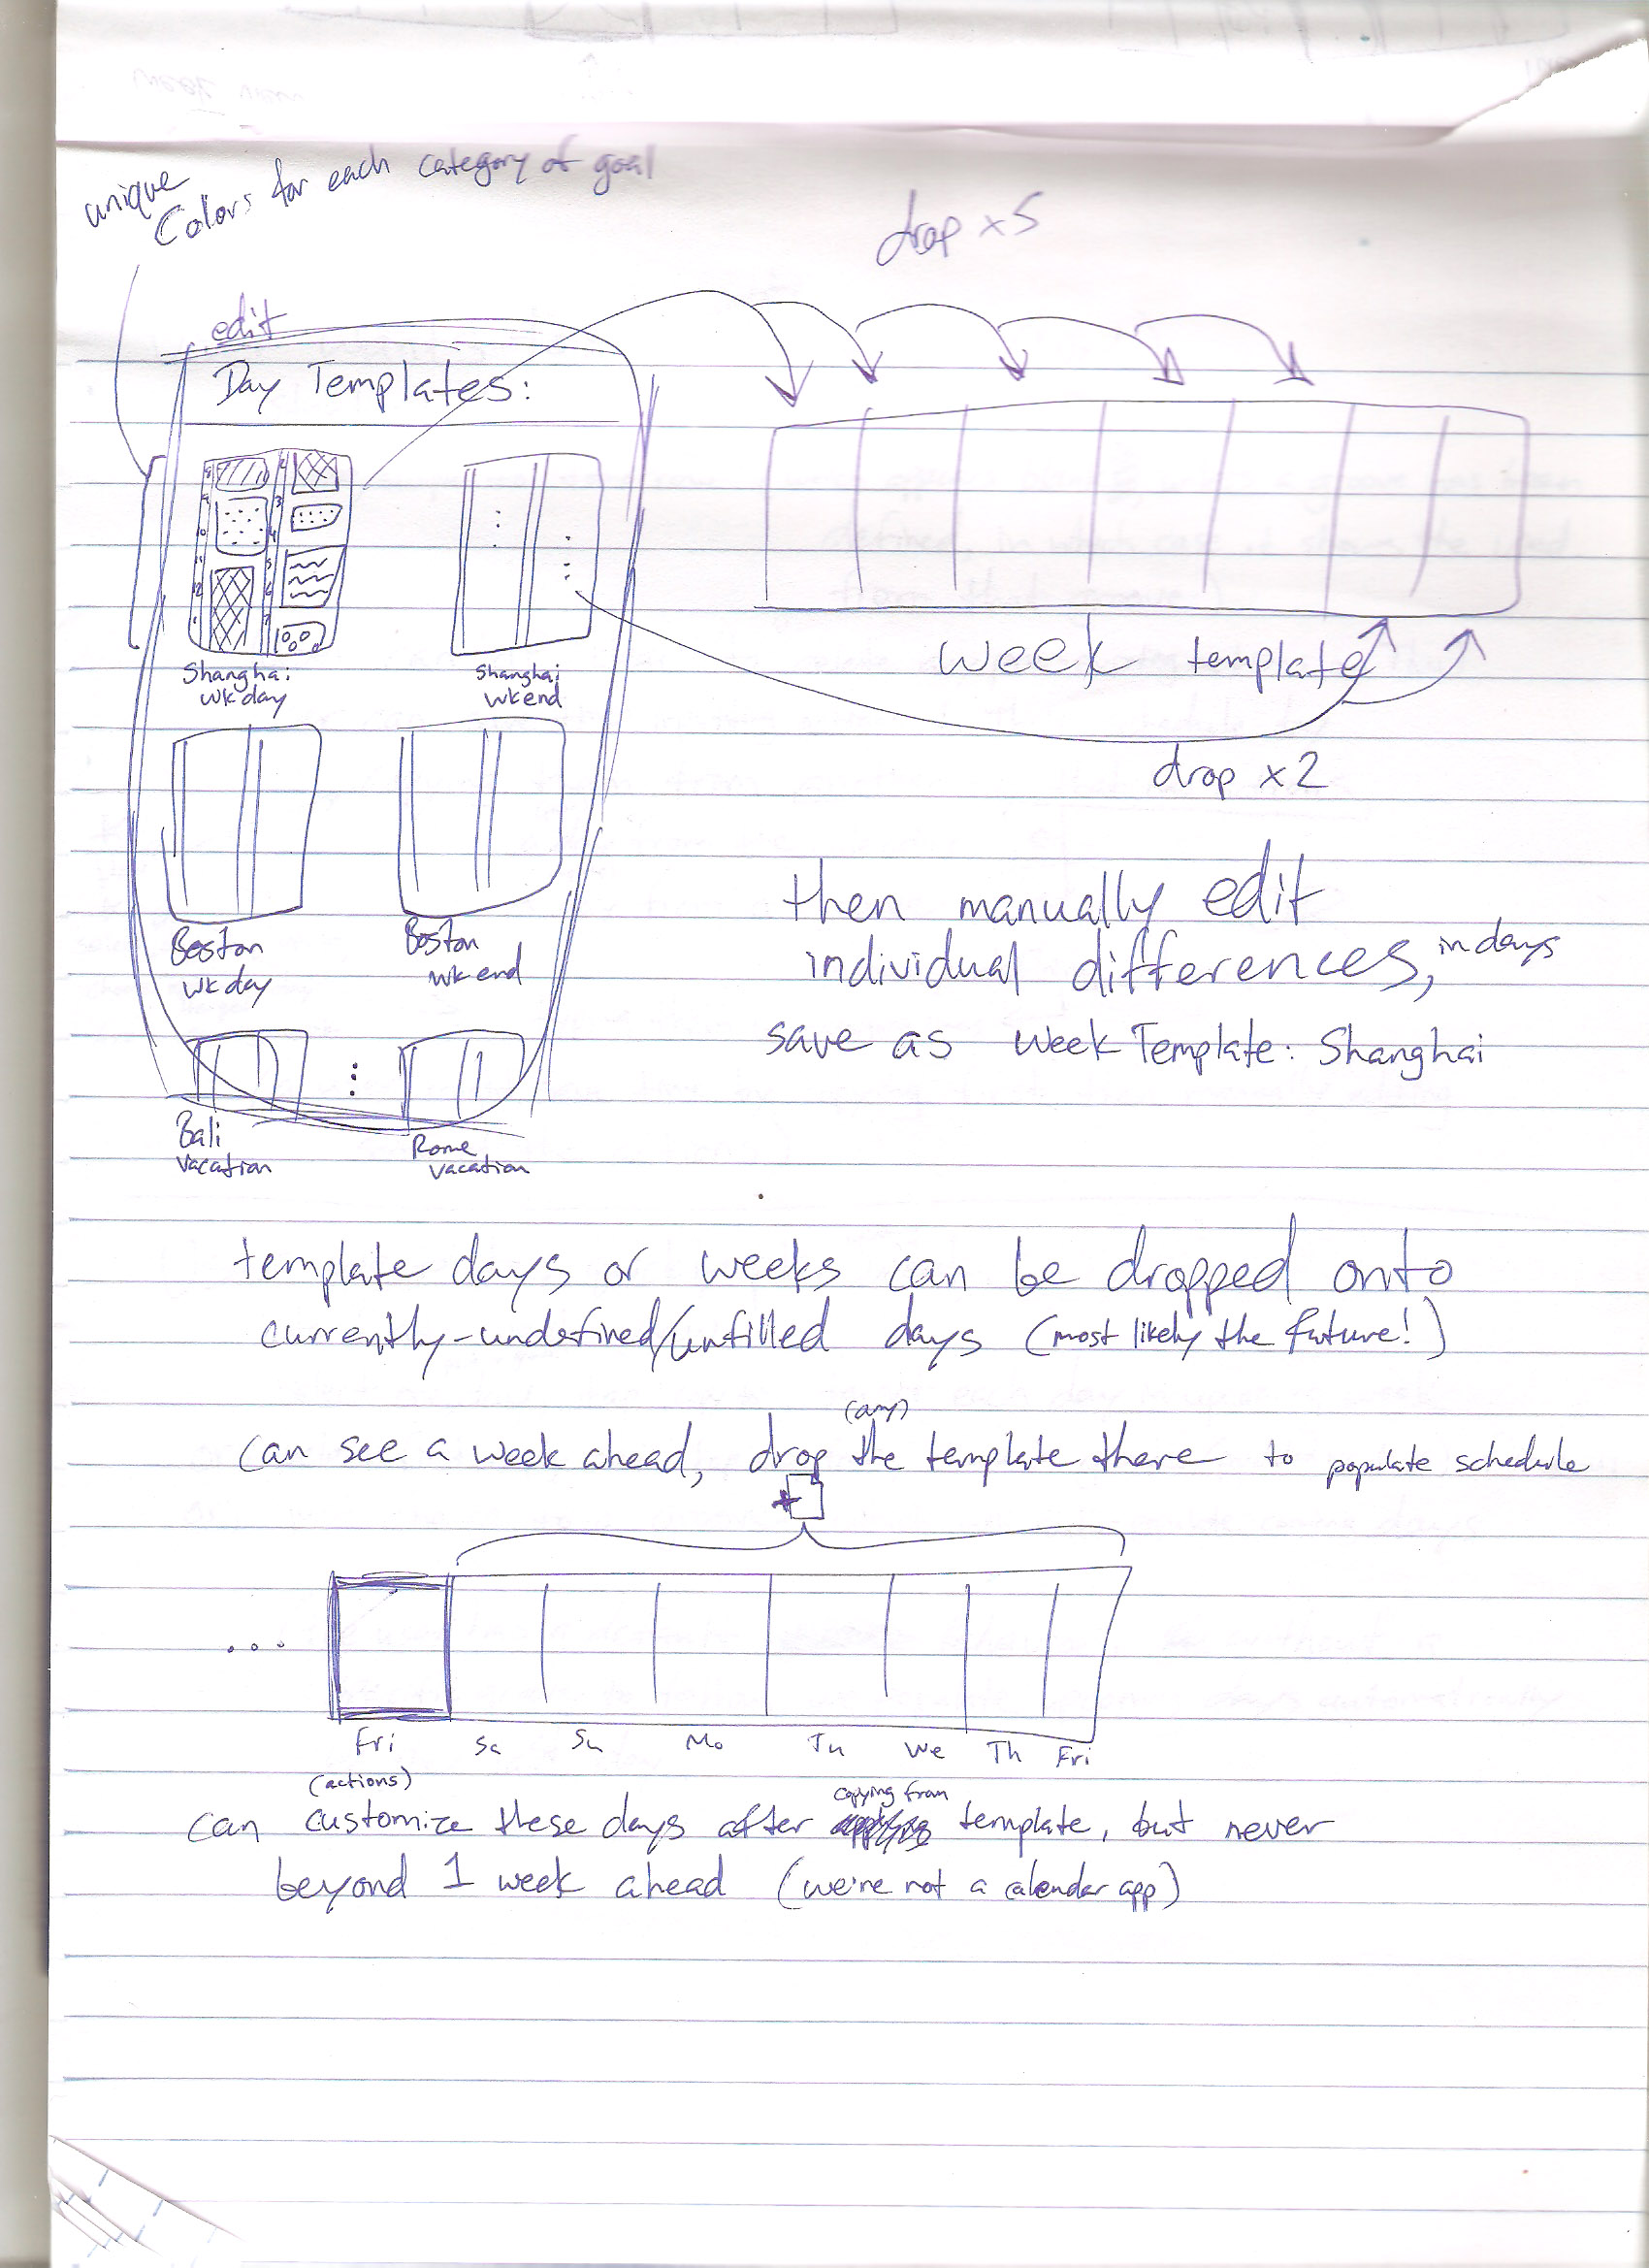 unique
Colors for each category of goal
drop x 5
edit
Day Templates:
Shanghai
wkday
Shanghai
wkend
week template
drop x 2
Boston
wkday
Boston
wkend
then manually edit
individual differences, in days
save as Week Template: Shanghai
Bali
vacation
Rome
vacation
template days or weeks can be dropped onto
currently-undefined/unfilled days (most likely the future!)
(any)
can see a week ahead, drop the template there to populate schedule
+
...
Fri Sa Su Mo Tu We Th Fri
(actions)
copying from
can customize these days after template, but never
beyond 1 week ahead (we're not a calendar app)